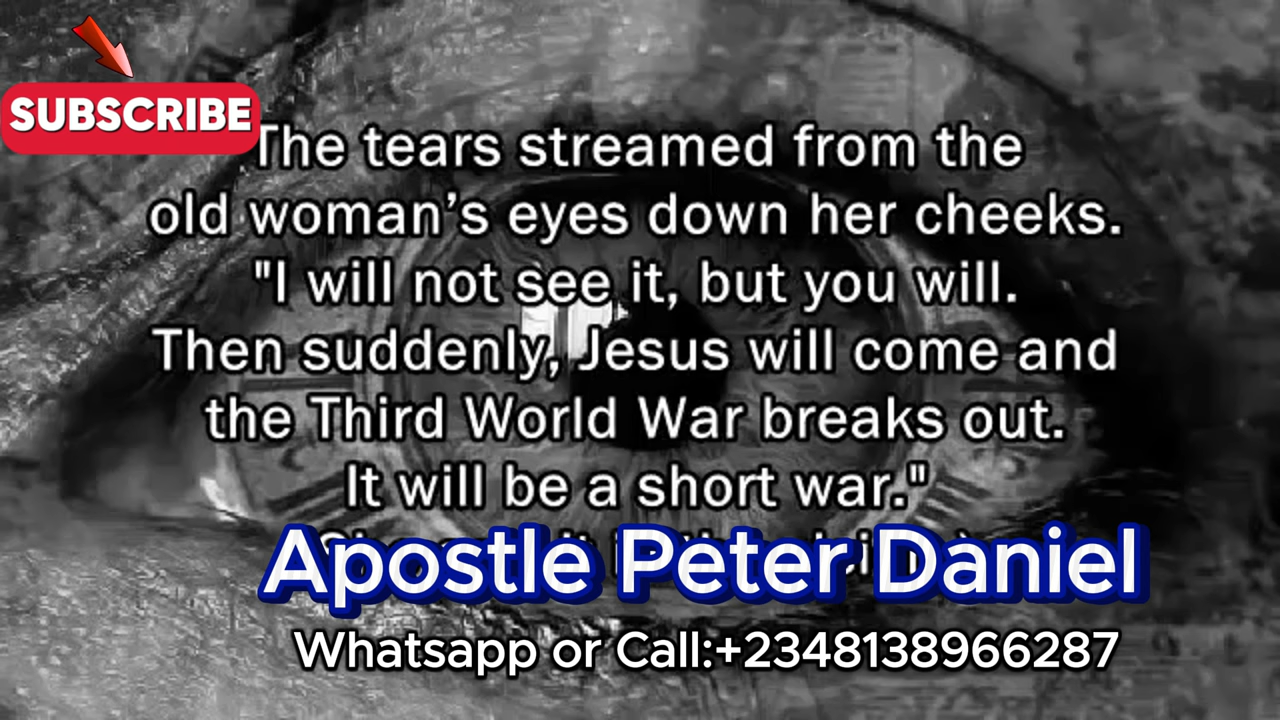 SUBSCRIBE
The tears streamed from the
old woman’s eyes down her cheeks.
"I will not see it, but you will.
Then suddenly, Jesus will come and
the Third World War breaks out.
It will be a short war."
Apostle Peter Daniel
Whatsapp or Call:+2348138966287